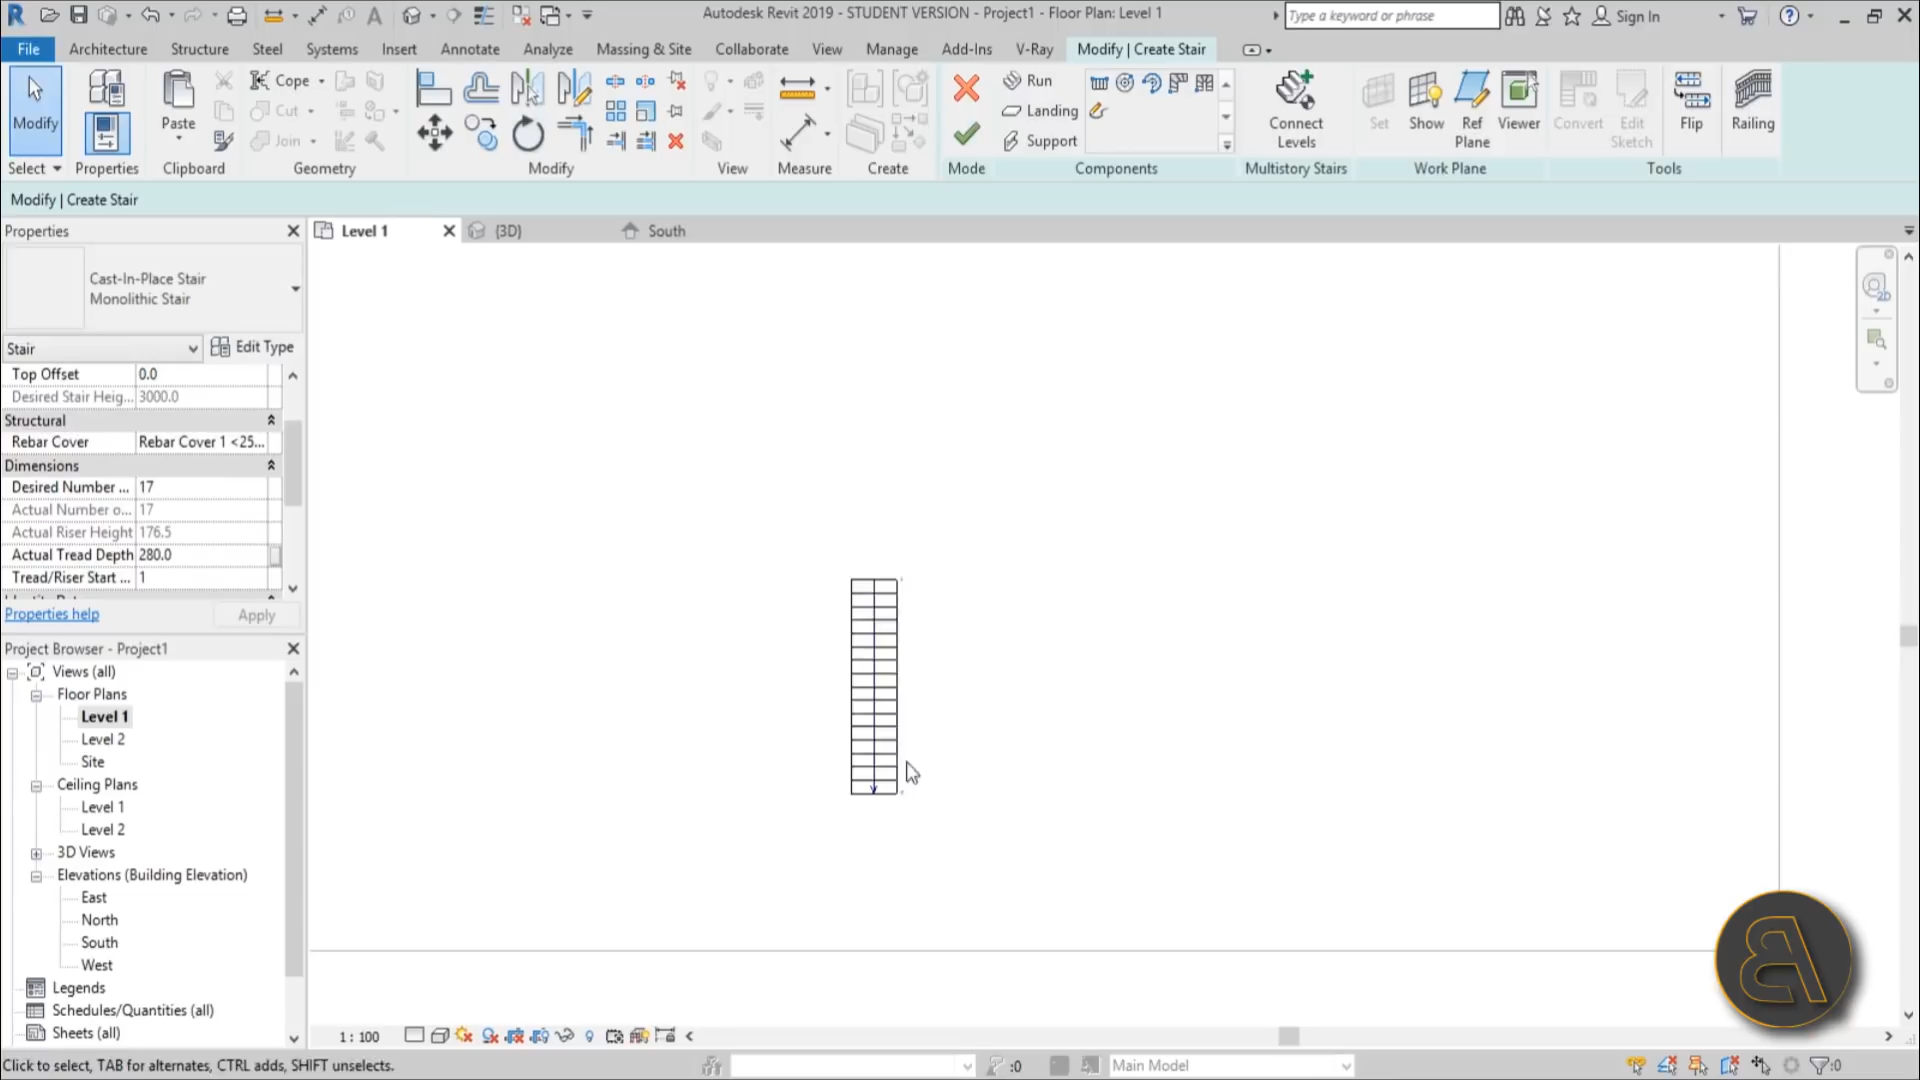 Autodesk Revit 2019 - STUDENT VERSION - Project1 - Floor Plan: Level 1
Type a keyword or phrase
Sign In
File Architecture Structure Steel Systems Insert Annotate Analyze Massing & Site Collaborate View Manage Add-Ins V-Ray Modify | Create Stair
Modify
Paste
Cope
Cut
Join
Run
Landing
Support
Connect
Levels
Set
Show
Ref
Plane
Viewer
Convert
Edit
Sketch
Flip
Railing
Select Properties Clipboard Geometry Modify View Measure Create Mode Components Multistory Stairs Work Plane Tools
Modify | Create Stair
Properties
Level 1
{3D}
South
Cast-In-Place Stair
Monolithic Stair
Stair
Edit Type
Top Offset 0.0
Desired Stair Heig... 3000.0
Structural
Rebar Cover Rebar Cover 1 <25...
Dimensions
Desired Number ... 17
Actual Number o... 17
Actual Riser Height 176.5
Actual Tread Depth 280.0
Tread/Riser Start ... 1
Properties help
Apply
Project Browser - Project1
Views (all)
Floor Plans
Level 1
Level 2
Site
Ceiling Plans
Level 1
Level 2
3D Views
Elevations (Building Elevation)
East
North
South
West
Legends
Schedules/Quantities (all)
Sheets (all)
1 : 100
Click to select, TAB for alternates, CTRL adds, SHIFT unselects.
:0
Main Model
:0